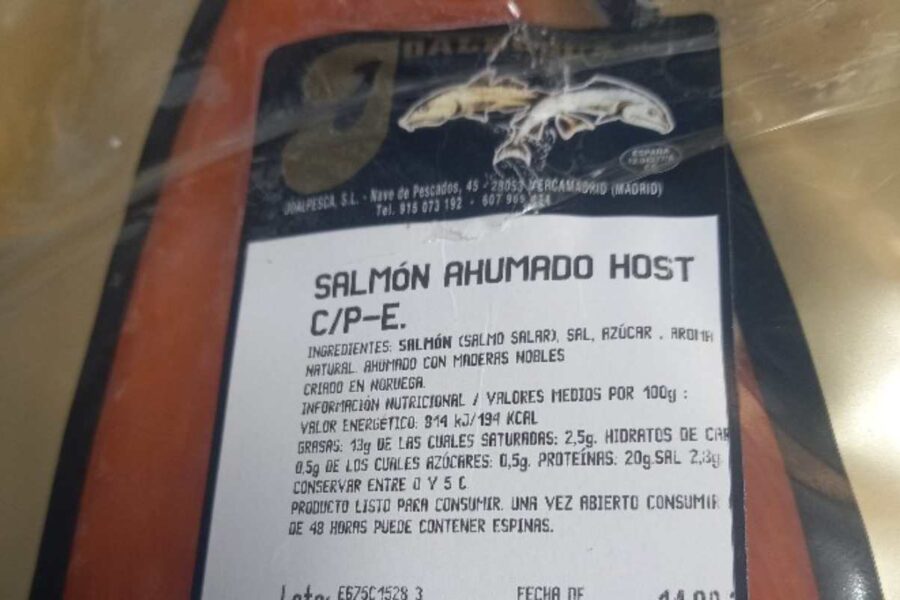 ESPAÑA
JOALPESCA, S.L. - Nave de Pescados, 45 - 28053 MERCAMADRID (MADRID)
Tel. 915 073 192 - 607
SALMÓN AHUMADO HOST
C/P-E.
INGREDIENTES: SALMÓN (SALMO SALAR), SAL, AZÚCAR , AROMA
NATURAL. AHUMADO CON MADERAS NOBLES
CRIADO EN NORUEGA.
INFORMACIÓN NUTRICIONAL / VALORES MEDIOS POR 100g :
VALOR ENERGÉTICO: 814 kJ/194 KCAL
GRASAS: 13g DE LAS CUALES SATURADAS: 2,5g. HIDRATOS DE CAR
0,5g DE LOS CUALES AZÚCARES: 0,5g. PROTEÍNAS: 20g.SAL 2,3g.
CONSERVAR ENTRE 0 Y 5 C
PRODUCTO LISTO PARA CONSUMIR. UNA VEZ ABIERTO CONSUMIR
DE 48 HORAS PUEDE CONTENER ESPINAS.
Lote: E675C1528 3 FECHA DE